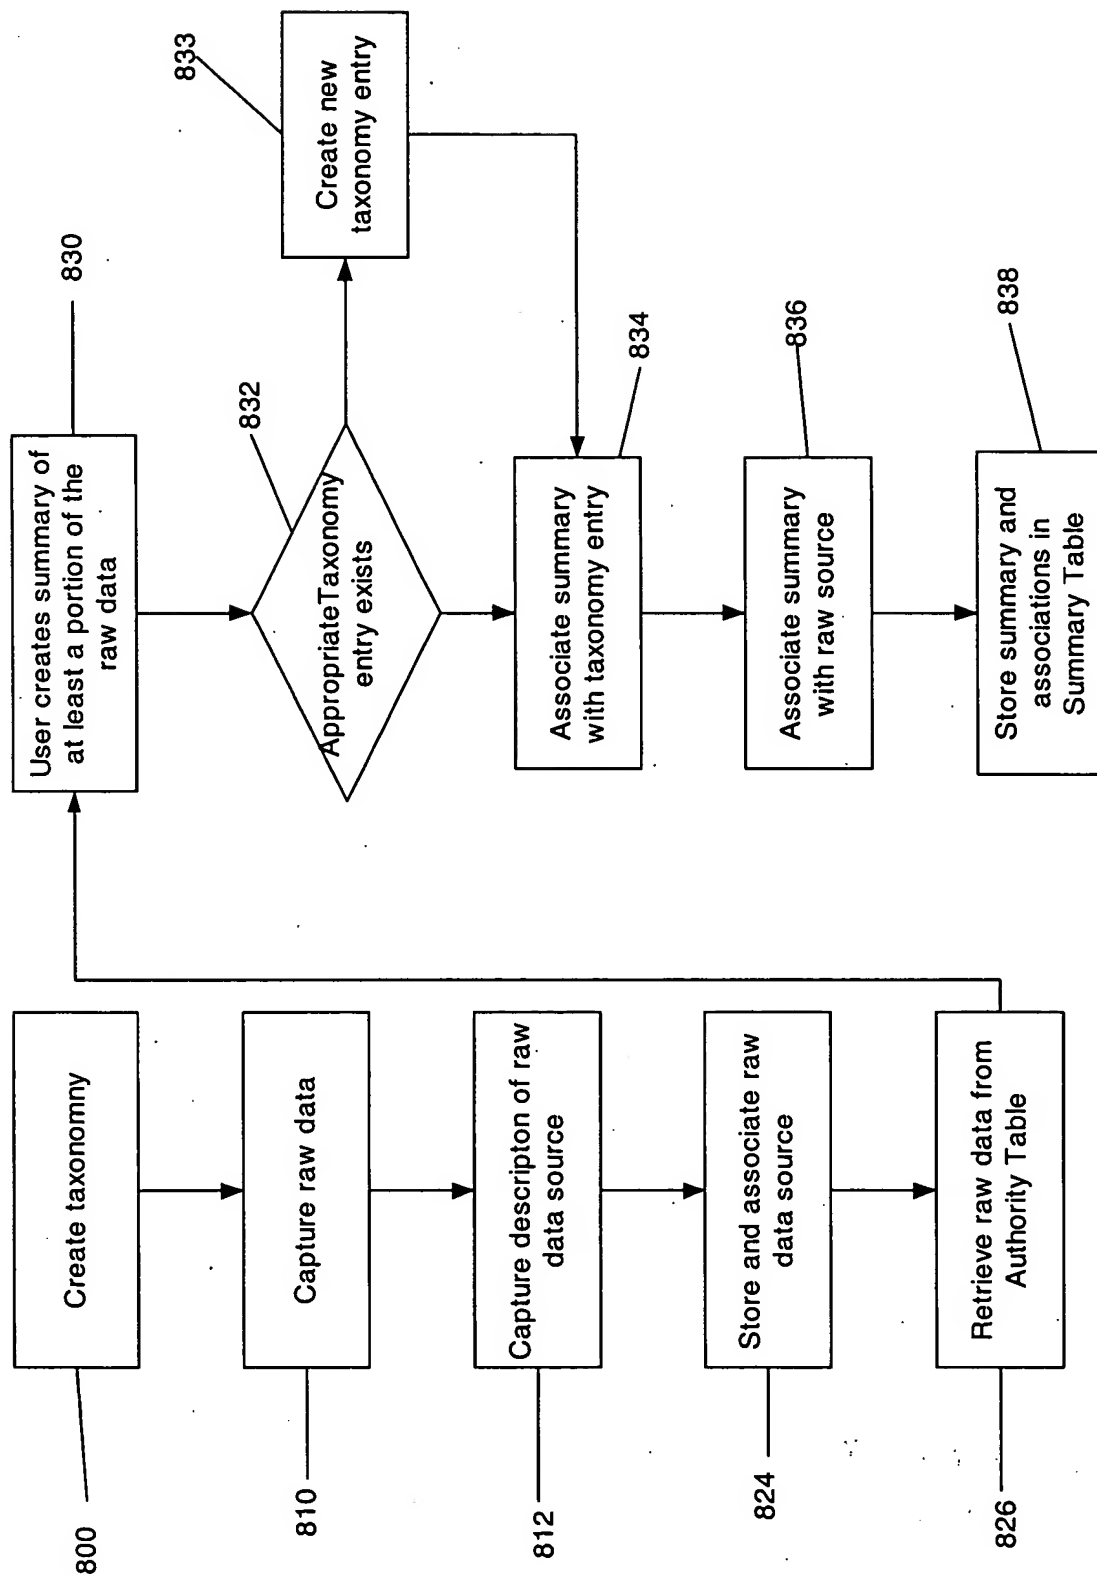 800
Create taxonomny
810
Capture raw data
812
Capture descripton of raw
data source
824
Store and associate raw
data source
826
Retrieve raw data from
Authority Table
830
User creates summary of
at least a portion of the
raw data
832
AppropriateTaxonomy
entry exists
833
Create new
taxonomy entry
834
Associate summary
with taxonomy entry
836
Associate summary
with raw source
838
Store summary and
associations in
Summary Table